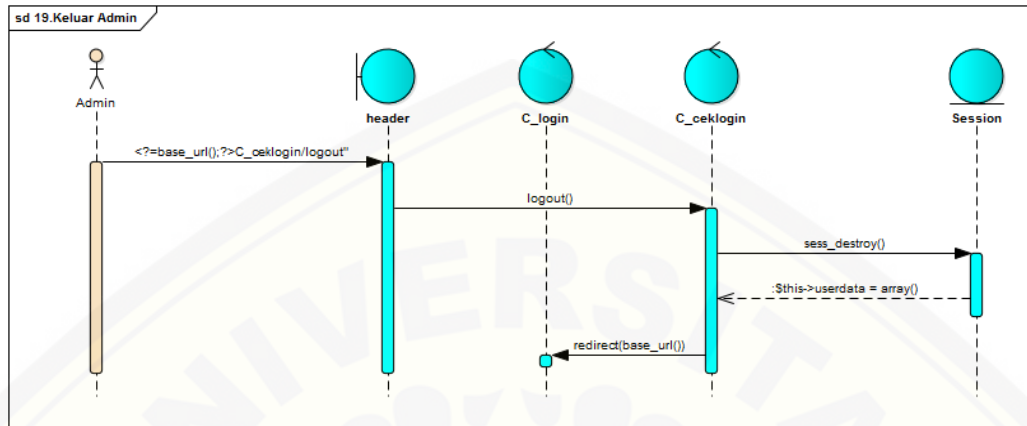 sd 19.Keluar Admin
Admin
header
C_login
C_ceklogin
Session
<?=base_url();?>C_ceklogin/logout"
logout()
sess_destroy()
:$this->userdata = array()
redirect(base_url())
UNIVERSITA